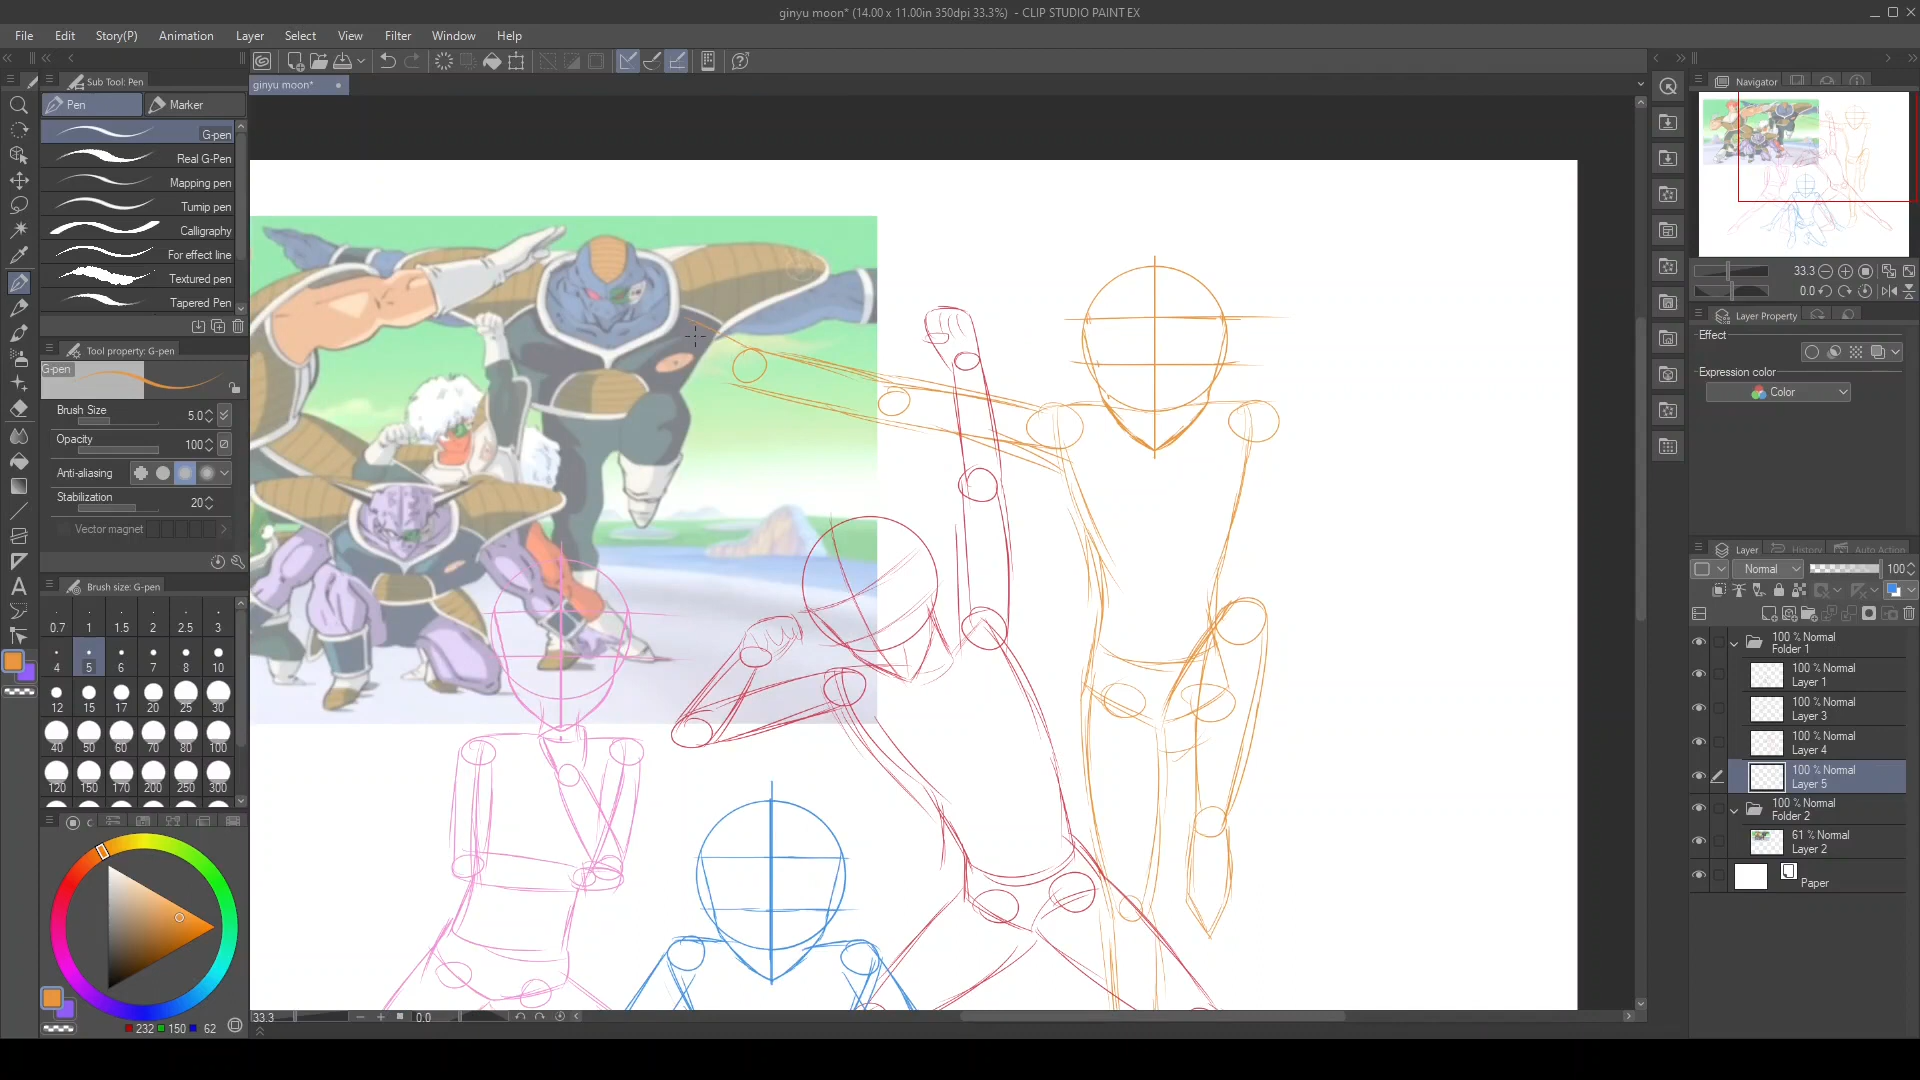 ginyu moon* (14.00 x 11.00in 350dpi 33.3%) - CLIP STUDIO PAINT EX
File Edit Story(P) Animation Layer Select View Filter Window Help
Sub Tool: Pen
ginyu moon*
Navigator
Pen Marker
G-pen
Real G-Pen
Mapping pen
Turnip pen
Calligraphy
For effect line
Textured pen
Tapered Pen
33.3
0.0
Layer Property
Effect
Expression color
Color
Tool property: G-pen
G-pen
Brush Size 5.0
Opacity 100
Anti-aliasing
Stabilization 20
Vector magnet
Brush size: G-pen
0.7 1 1.5 2 2.5 3
4 5 6 7 8 10
12 15 17 20 25 30
40 50 60 70 80 100
120 150 170 200 250 300
Layer History Auto Action
Normal 100
100 % Normal
Folder 1
100 % Normal
Layer 1
100 % Normal
Layer 3
100 % Normal
Layer 4
100 % Normal
Layer 5
100 % Normal
Folder 2
61 % Normal
Layer 2
Paper
C
232 150 62
33.3 0.0